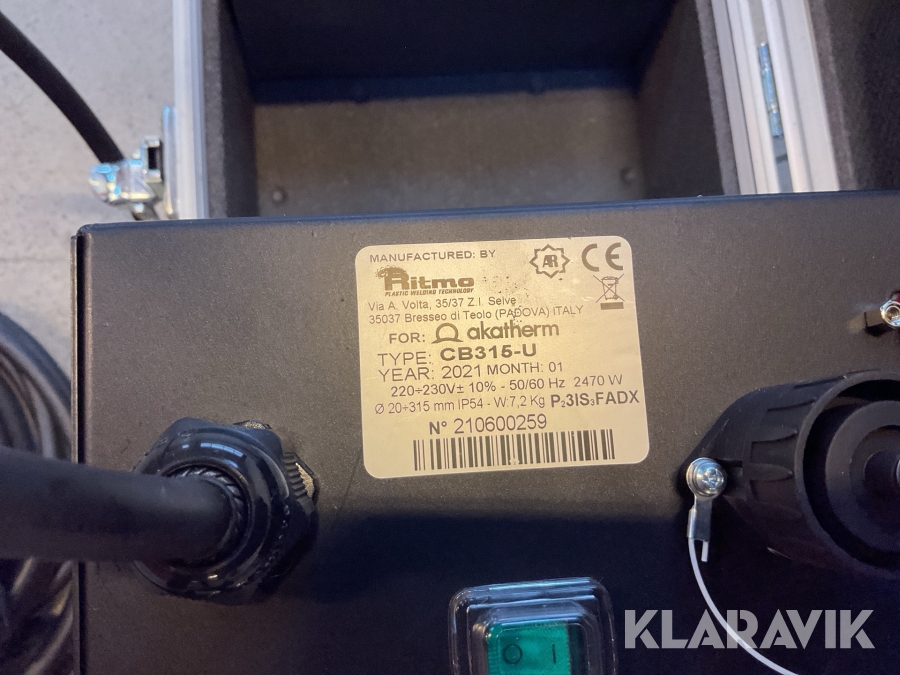 MANUFACTURED: BY
Ritmo
PLASTIC WELDING TECHNOLOGY
Via A. Volta, 35/37 Z.I. Selve
35037 Bresseo di Teolo (PADOVA) ITALY
FOR: akatherm
TYPE: CB315-U
YEAR: 2021 MONTH: 01
220÷230V± 10% - 50/60 Hz 2470 W
Ø 20÷315 mm IP54 - W:7,2 Kg P₂3IS₃FADX
N° 210600259
AR
CE
O I
KLARAVIK